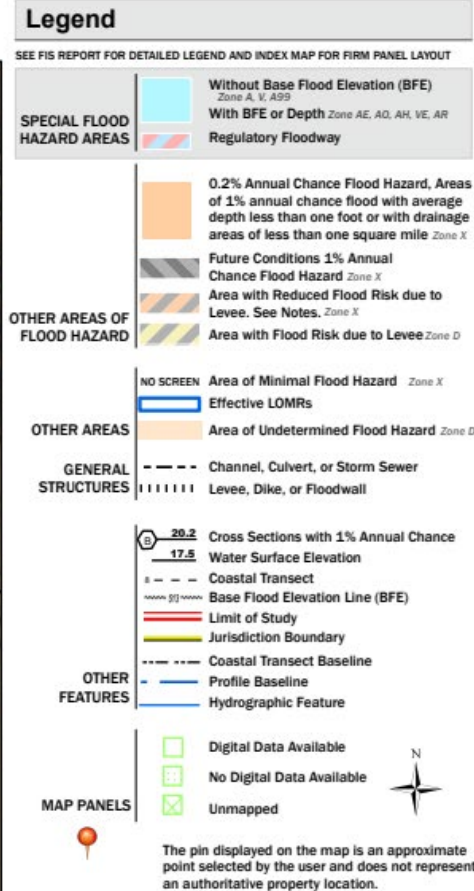 Legend
SEE FIS REPORT FOR DETAILED LEGEND AND INDEX MAP FOR FIRM PANEL LAYOUT
SPECIAL FLOOD
HAZARD AREAS
Without Base Flood Elevation (BFE)
Zone A, V, A99
With BFE or Depth Zone AE, AO, AH, VE, AR
Regulatory Floodway
OTHER AREAS OF
FLOOD HAZARD
0.2% Annual Chance Flood Hazard, Areas
of 1% annual chance flood with average
depth less than one foot or with drainage
areas of less than one square mile Zone X
Future Conditions 1% Annual
Chance Flood Hazard Zone X
Area with Reduced Flood Risk due to
Levee. See Notes. Zone X
Area with Flood Risk due to Levee Zone D
OTHER AREAS
NO SCREEN Area of Minimal Flood Hazard Zone X
Effective LOMRs
Area of Undetermined Flood Hazard Zone D
GENERAL
STRUCTURES
Channel, Culvert, or Storm Sewer
Levee, Dike, or Floodwall
OTHER
FEATURES
B 20.2 Cross Sections with 1% Annual Chance
17.5 Water Surface Elevation
8 Coastal Transect
513 Base Flood Elevation Line (BFE)
Limit of Study
Jurisdiction Boundary
Coastal Transect Baseline
Profile Baseline
Hydrographic Feature
MAP PANELS
Digital Data Available
No Digital Data Available
Unmapped
N
The pin displayed on the map is an approximate
point selected by the user and does not represent
an authoritative property location.